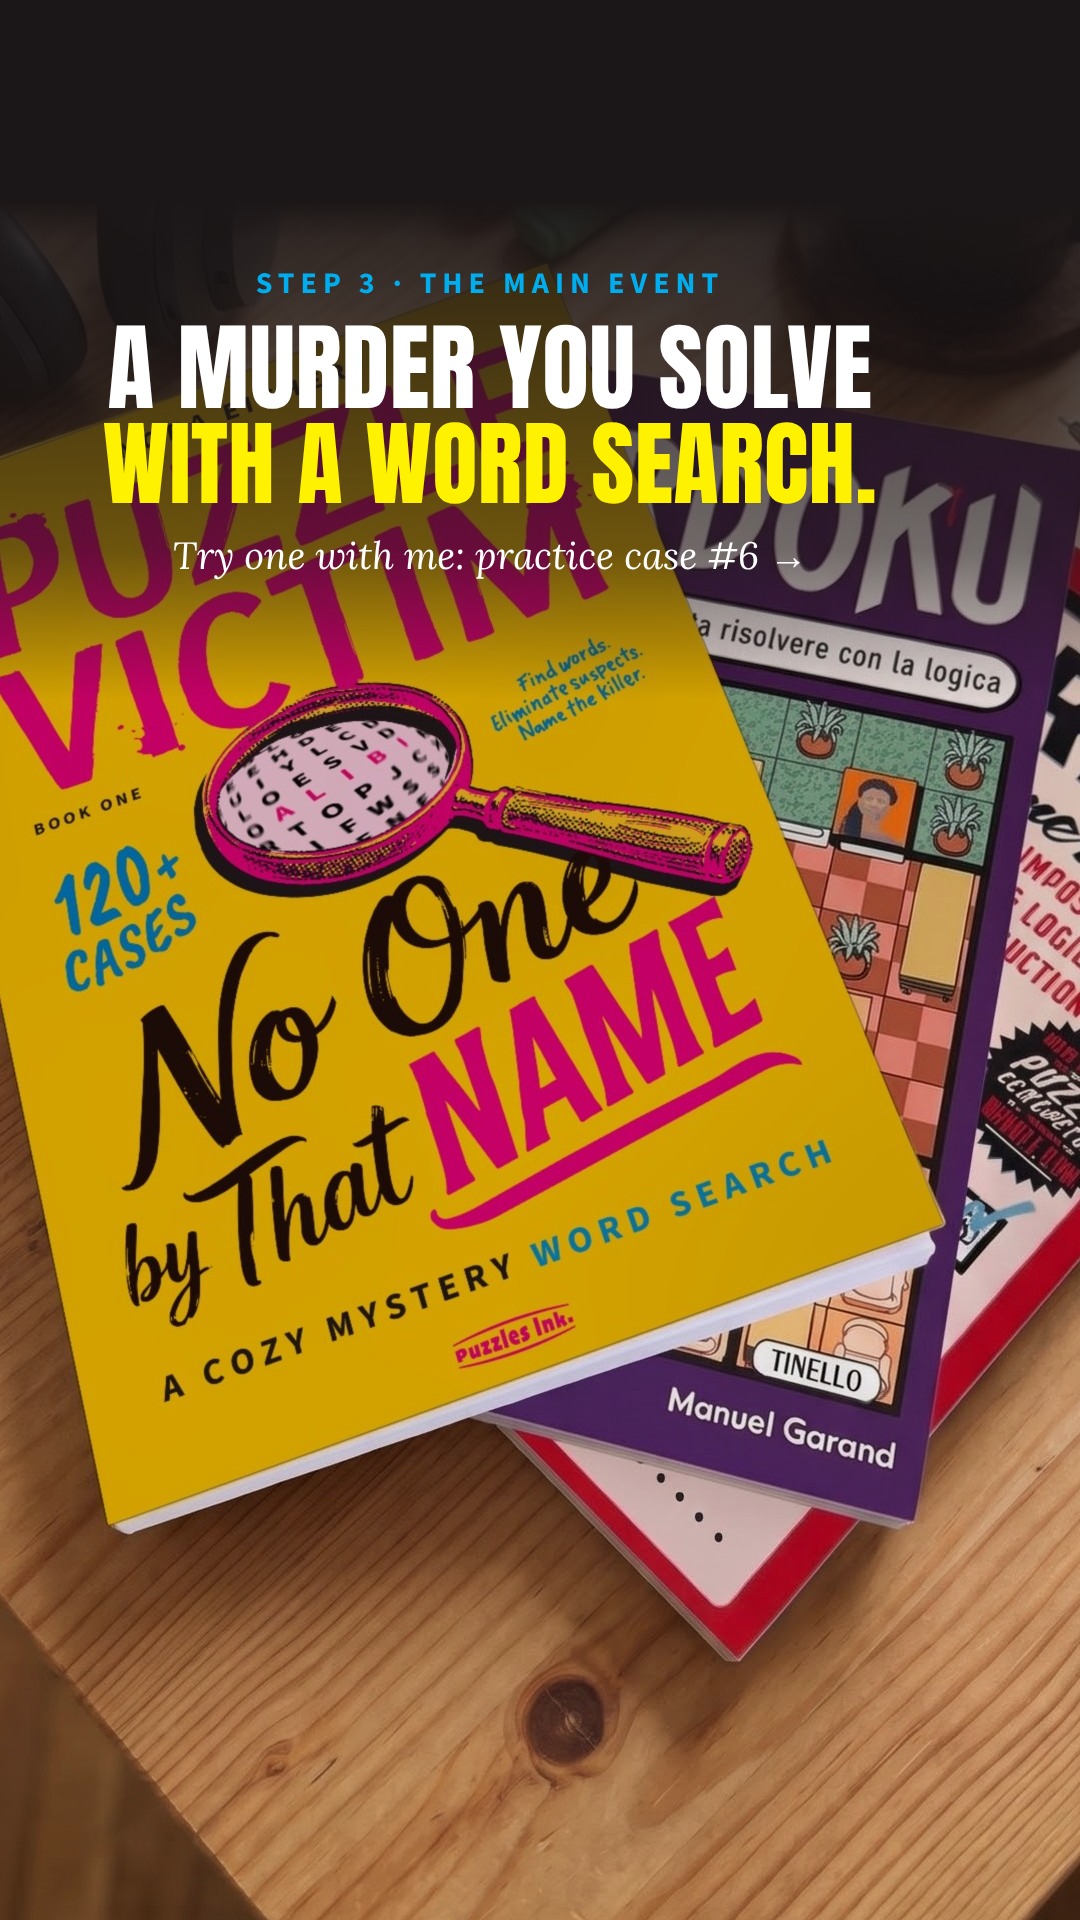 STEP 3 · THE MAIN EVENT
A MURDER YOU SOLVE
WITH A WORD SEARCH.
Try one with me: practice case #6 →
PUZZLE
VICTIM
Find words.
Eliminate suspects.
Name the killer.
BOOK ONE
120+
CASES
ALIBI
No One
by That NAME
A COZY MYSTERY WORD SEARCH
Puzzles Ink.
DOKU
risolvere con la logica
TINELLO
Manuel Garand